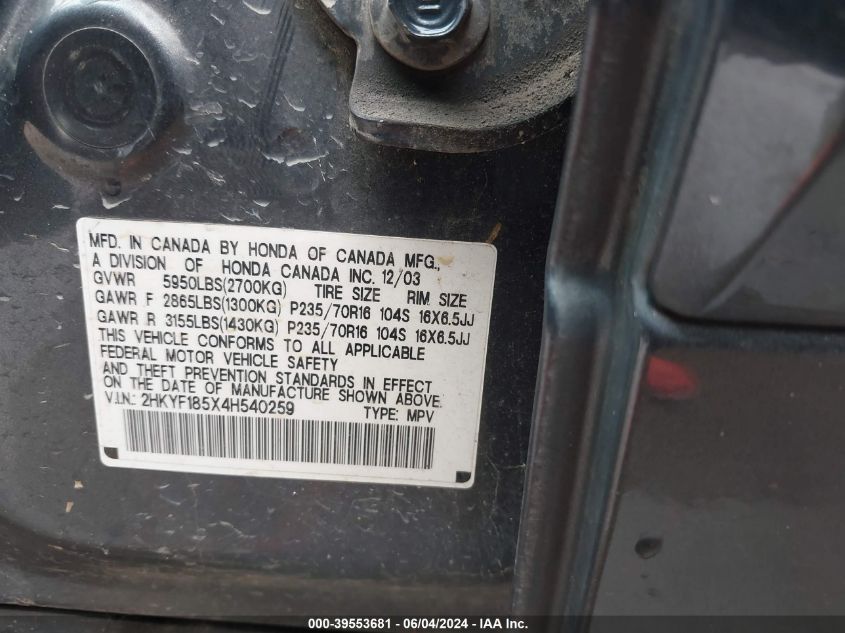 MFD. IN CANADA BY HONDA OF CANADA MFG.,
A DIVISION OF HONDA CANADA INC. 12/03
GVWR 5950LBS(2700KG) TIRE SIZE RIM SIZE
GAWR F 2865LBS(1300KG) P235/70R16 104S 16X6.5JJ
GAWR R 3155LBS(1430KG) P235/70R16 104S 16X6.5JJ
THIS VEHICLE CONFORMS TO ALL APPLICABLE
FEDERAL MOTOR VEHICLE SAFETY
AND THEFT PREVENTION STANDARDS IN EFFECT
ON THE DATE OF MANUFACTURE SHOWN ABOVE.
V.I.N.: 2HKYF185X4H540259 TYPE: MPV
000-39553681 - 06/04/2024 - IAA Inc.